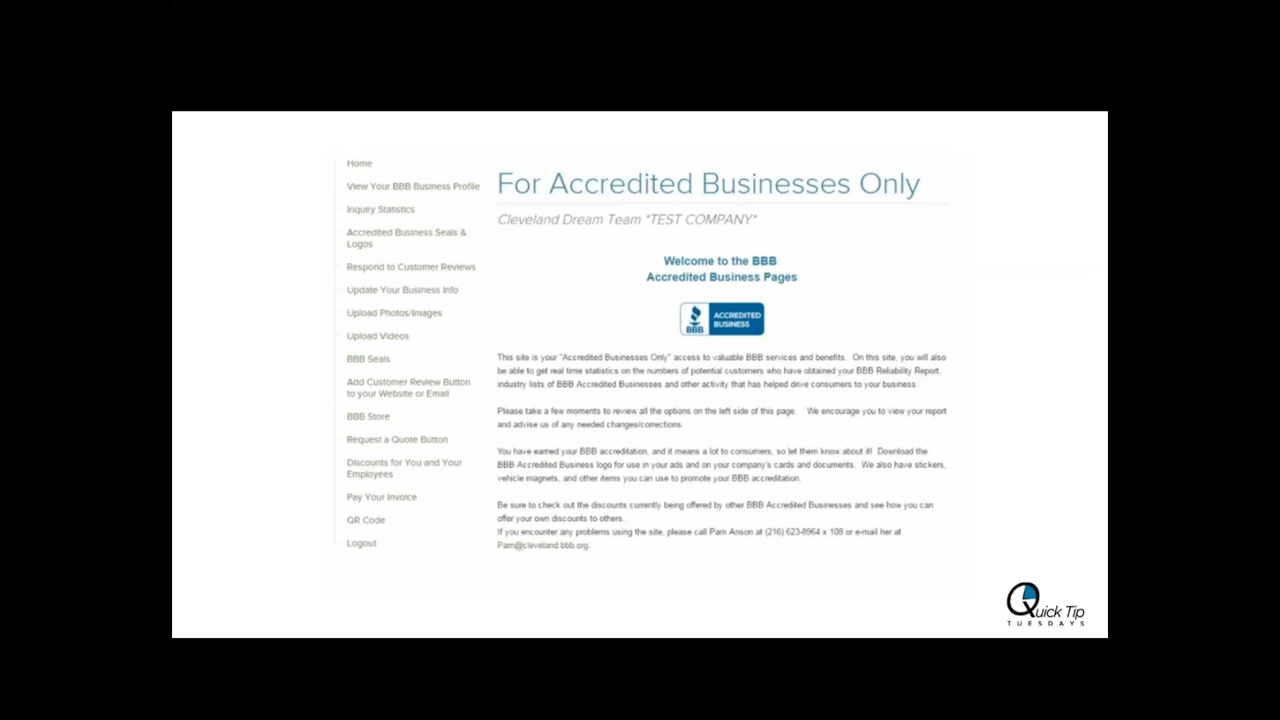 Home
View Your BBB Business Profile
Inquiry Statistics
Accredited Business Seals &
Logos
Respond to Customer Reviews
Update Your Business Info
Upload Photos/Images
Upload Videos
BBB Seals
Add Customer Review Button
to your Website or Email
BBB Store
Request a Quote Button
Discounts for You and Your
Employees
Pay Your Invoice
QR Code
Logout
For Accredited Businesses Only
Cleveland Dream Team *TEST COMPANY*
Welcome to the BBB
Accredited Business Pages
BBB
ACCREDITED
BUSINESS
This site is your "Accredited Businesses Only" access to valuable BBB services and benefits. On this site, you will also
be able to get real time statistics on the numbers of potential customers who have obtained your BBB Reliability Report,
industry lists of BBB Accredited Businesses and other activity that has helped drive consumers to your business.
Please take a few moments to review all the options on the left side of this page. We encourage you to view your report
and advise us of any needed changes/corrections.
You have earned your BBB accreditation, and it means a lot to consumers, so let them know about it! Download the
BBB Accredited Business logo for use in your ads and on your company's cards and documents. We also have stickers,
vehicle magnets, and other items you can use to promote your BBB accreditation.
Be sure to check out the discounts currently being offered by other BBB Accredited Businesses and see how you can
offer your own discounts to others.
If you encounter any problems using the site, please call Pam Anson at (216) 623-8964 x 108 or e-mail her at
Pam@cleveland.bbb.org.
Quick Tip
TUESDAYS